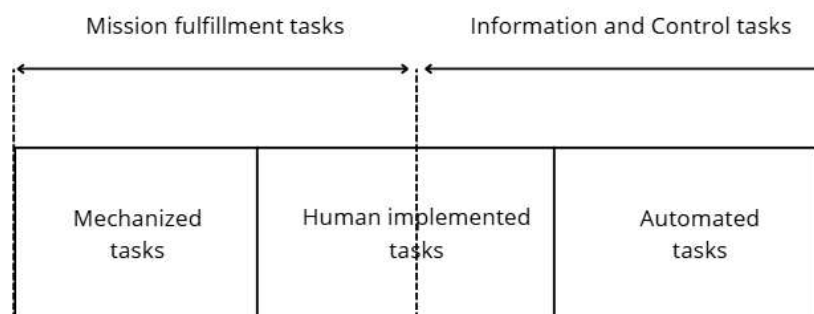 Mission fulfillment tasks
Information and Control tasks
Mechanized
tasks
Human implemented
tasks
Automated
tasks